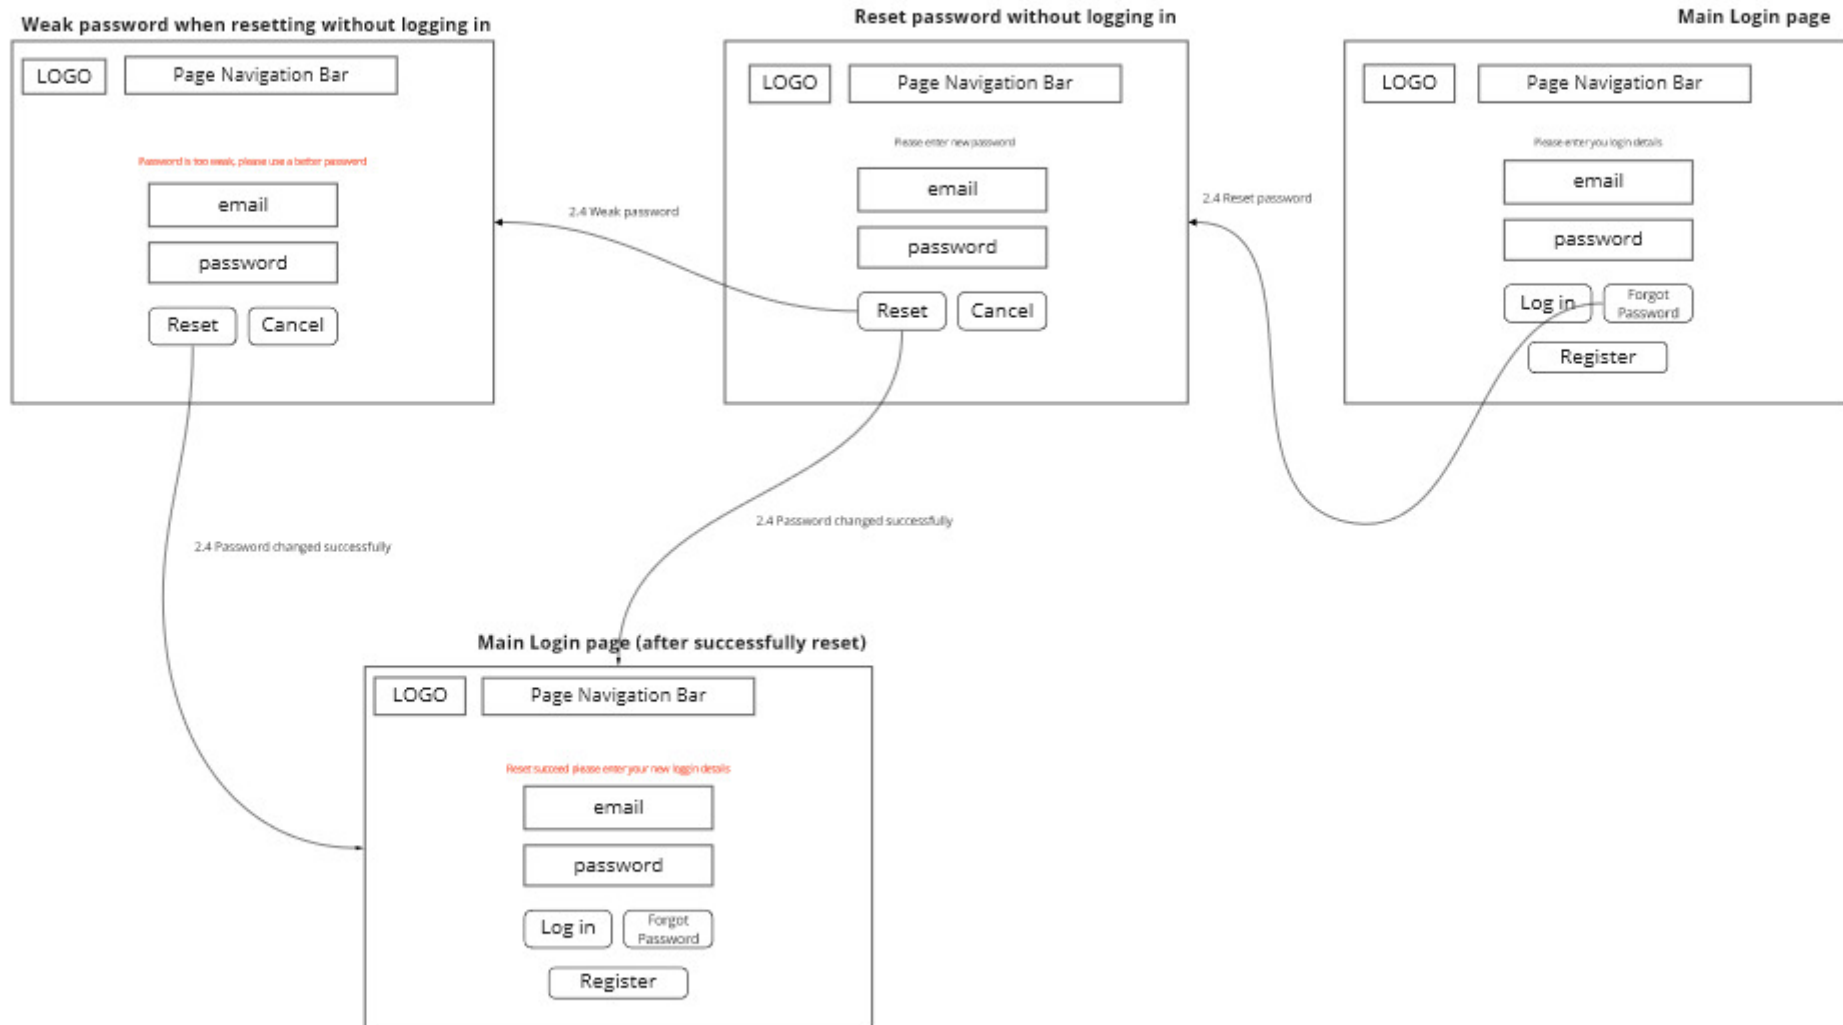 Weak password when resetting without logging in
LOGO
Page Navigation Bar
Password is too weak, please use a better password
email
password
Reset
Cancel
2.4 Weak password
Reset password without logging in
LOGO
Page Navigation Bar
Please enter new password
email
password
Reset
Cancel
2.4 Reset password
Main Login page
LOGO
Page Navigation Bar
Please enter you login details
email
password
Log in
Forgot
Password
Register
2.4 Password changed successfully
2.4 Password changed successfully
Main Login page (after successfully reset)
LOGO
Page Navigation Bar
Reset succeed please enter your new loggin details
email
password
Log in
Forgot
Password
Register